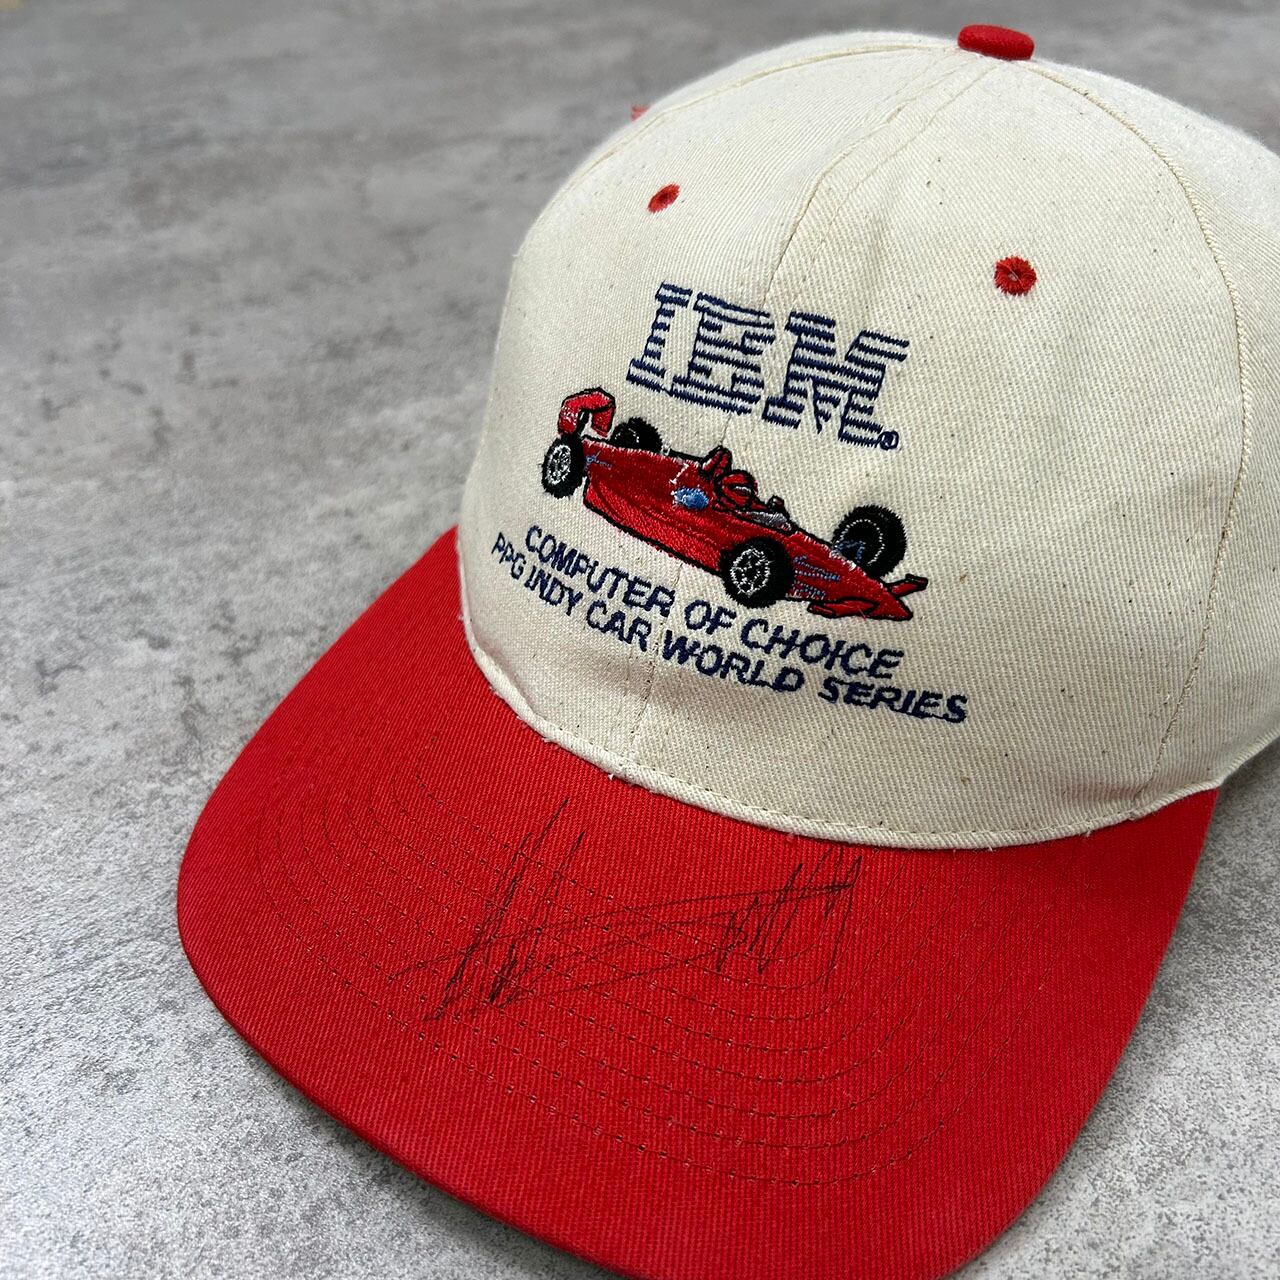 IBM®
COMPUTER OF CHOICE
PPG INDY CAR WORLD SERIES